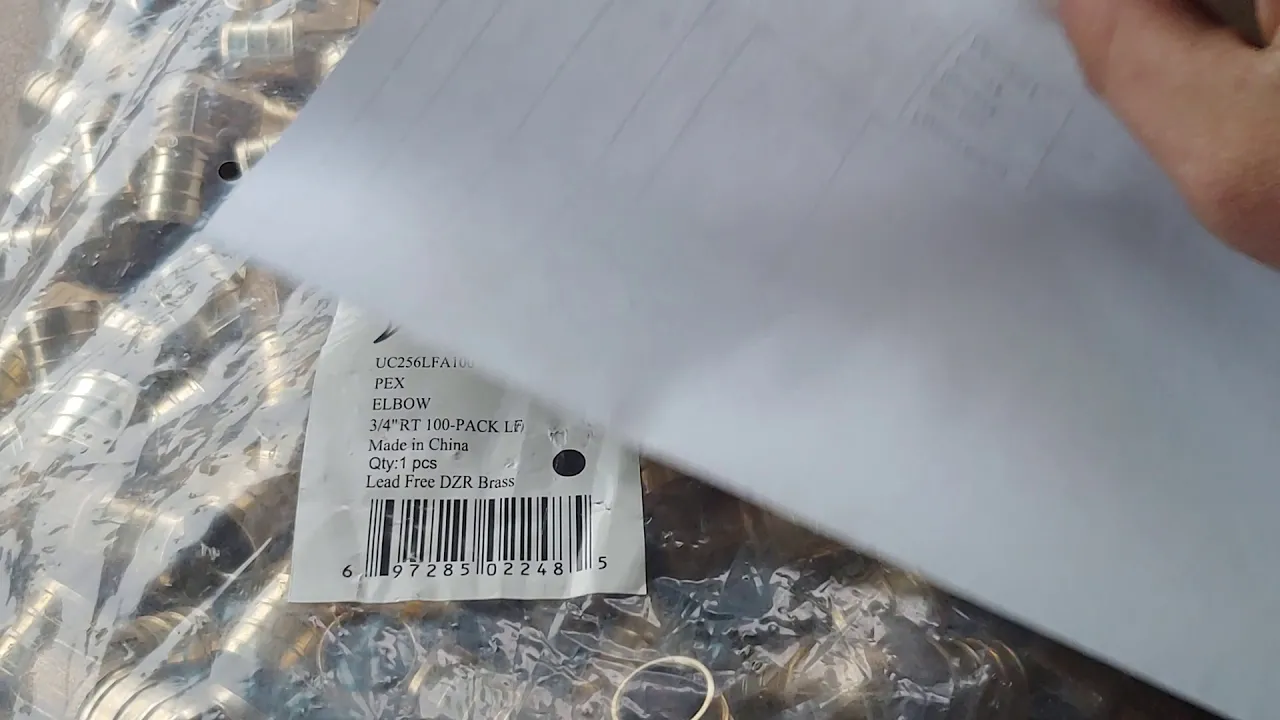 UC256LFA100
PEX
ELBOW
3/4"RT 100-PACK LF
Made in China
Qty:1 pcs
Lead Free DZR Brass
6 97285 02248 5